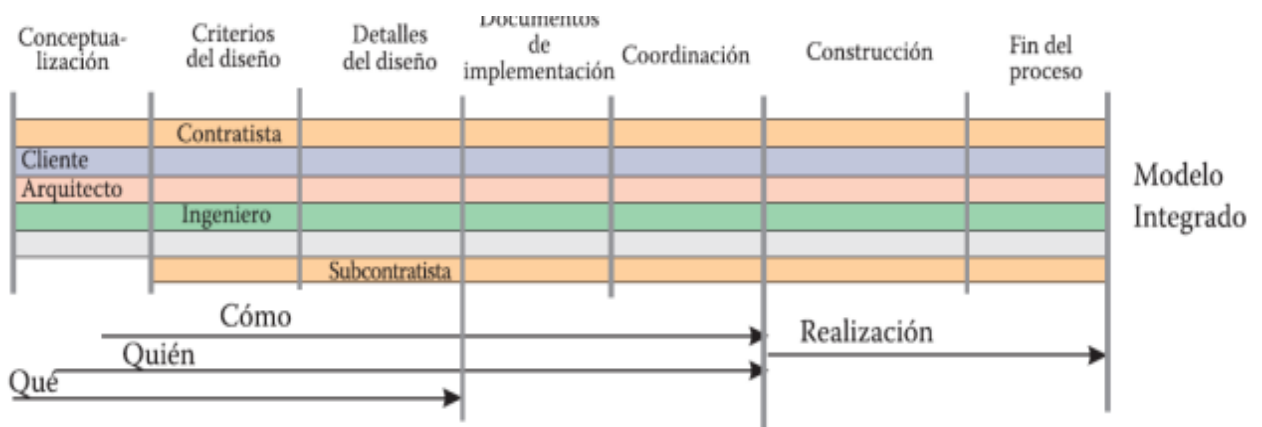 Conceptua-
lización
Criterios
del diseño
Detalles
del diseño
Documentos
de
implementación
Coordinación
Construcción
Fin del
proceso
Contratista
Cliente
Arquitecto
Ingeniero
Subcontratista
Modelo
Integrado
Cómo
Quién
Qué
Realización